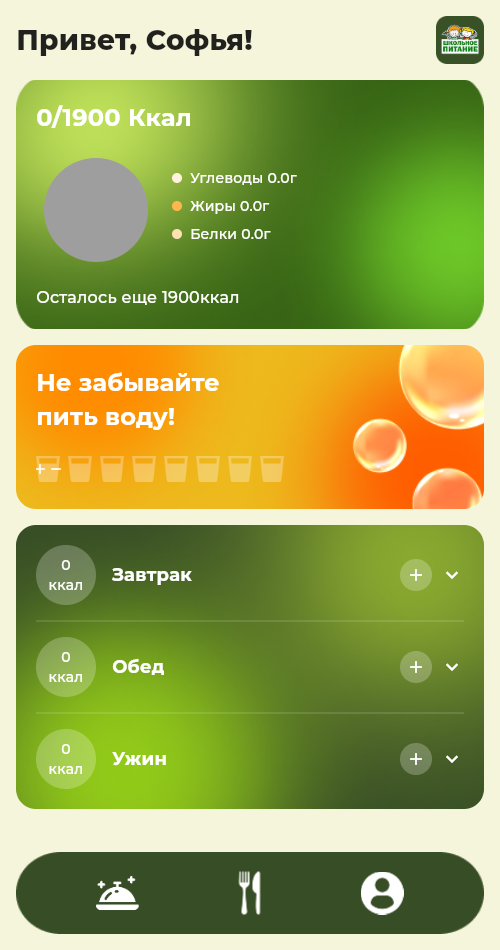 Привет, Софья!
ШКОЛЬНОЕ
ПИТАНИЕ
0/1900 Ккал
Углеводы 0.0г
Жиры 0.0г
Белки 0.0г
Осталось еще 1900ккал
Не забывайте
пить воду!
+ −
0
ккал
Завтрак
+
0
ккал
Обед
+
0
ккал
Ужин
+